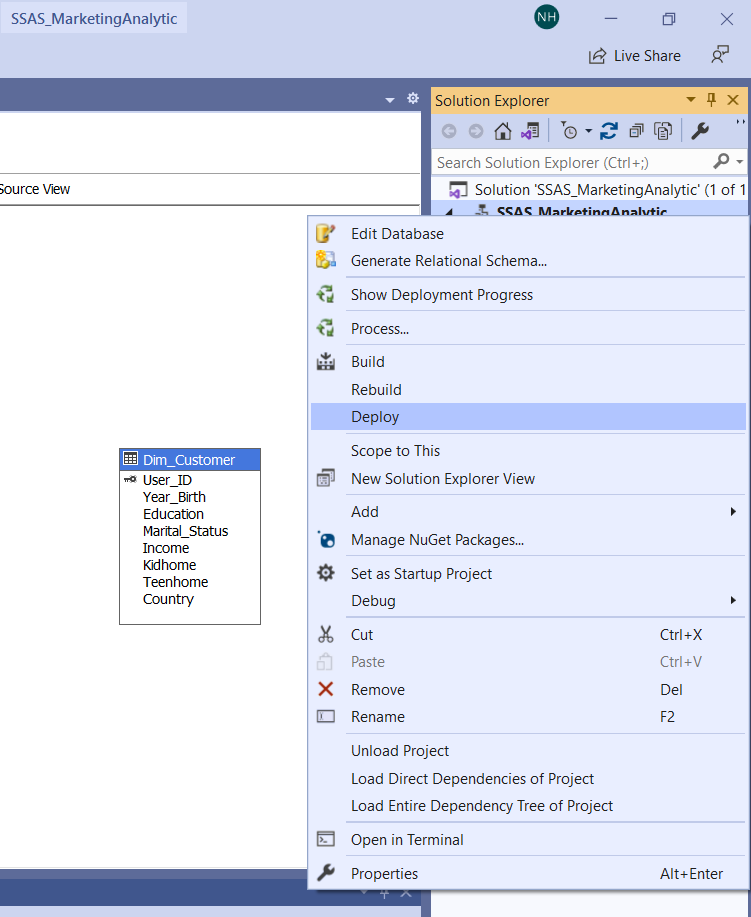 SSAS_MarketingAnalytic
NH
Live Share
Solution Explorer
Search Solution Explorer (Ctrl+;)
Source View
Solution 'SSAS_MarketingAnalytic' (1 of 1
SSAS_MarketingAnalytic
Edit Database
Generate Relational Schema...
Show Deployment Progress
Process...
Build
Rebuild
Deploy
Scope to This
New Solution Explorer View
Add
Manage NuGet Packages...
Set as Startup Project
Debug
Cut Ctrl+X
Paste Ctrl+V
Remove Del
Rename F2
Unload Project
Load Direct Dependencies of Project
Load Entire Dependency Tree of Project
Open in Terminal
Properties Alt+Enter
Dim_Customer
User_ID
Year_Birth
Education
Marital_Status
Income
Kidhome
Teenhome
Country